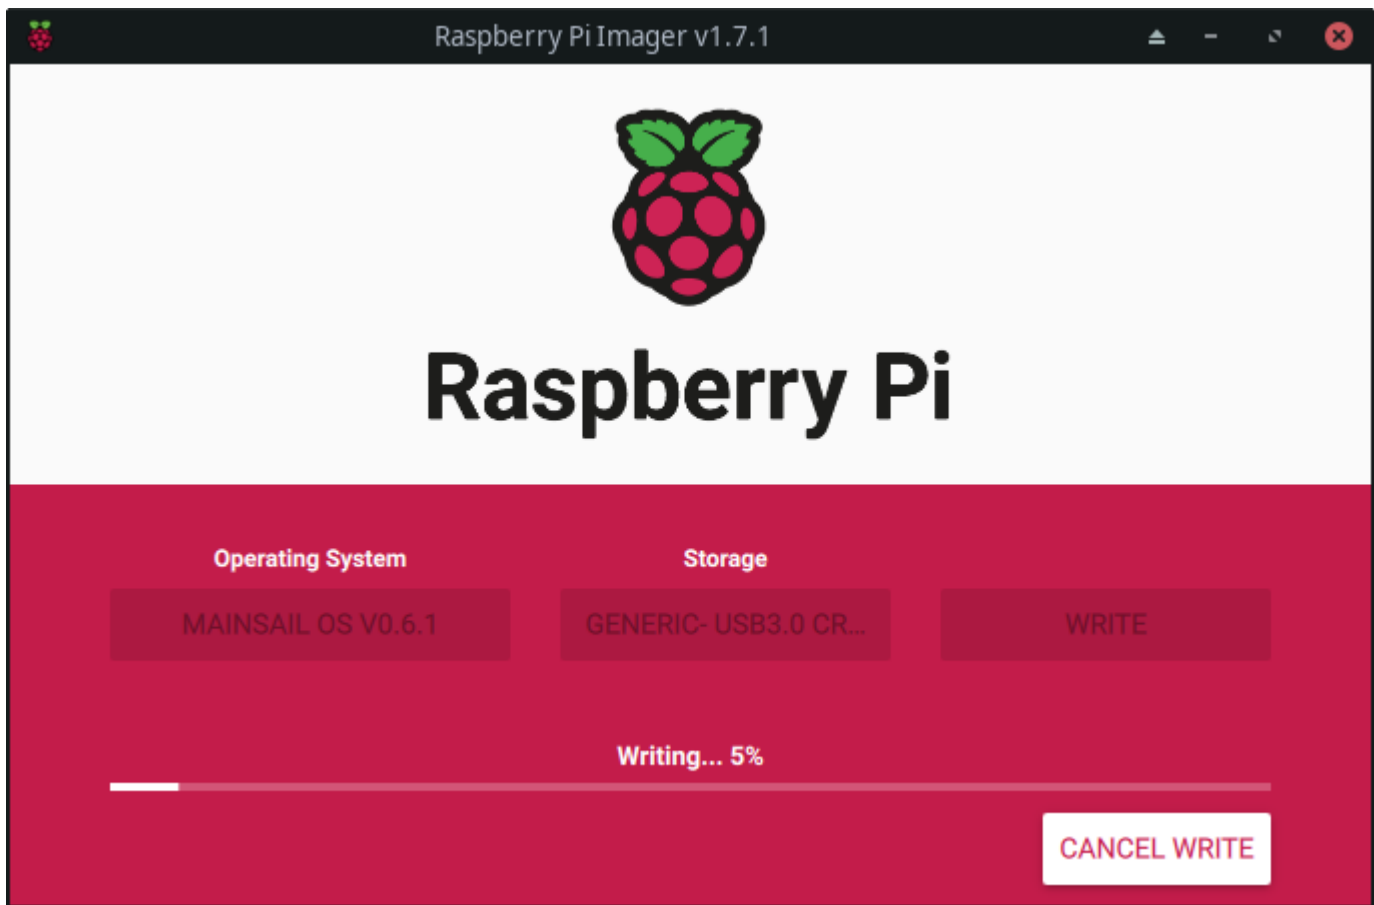 Raspberry Pi Imager v1.7.1
Raspberry Pi
Operating System
Storage
MAINSAIL OS V0.6.1
GENERIC- USB3.0 CR...
WRITE
Writing... 5%
CANCEL WRITE